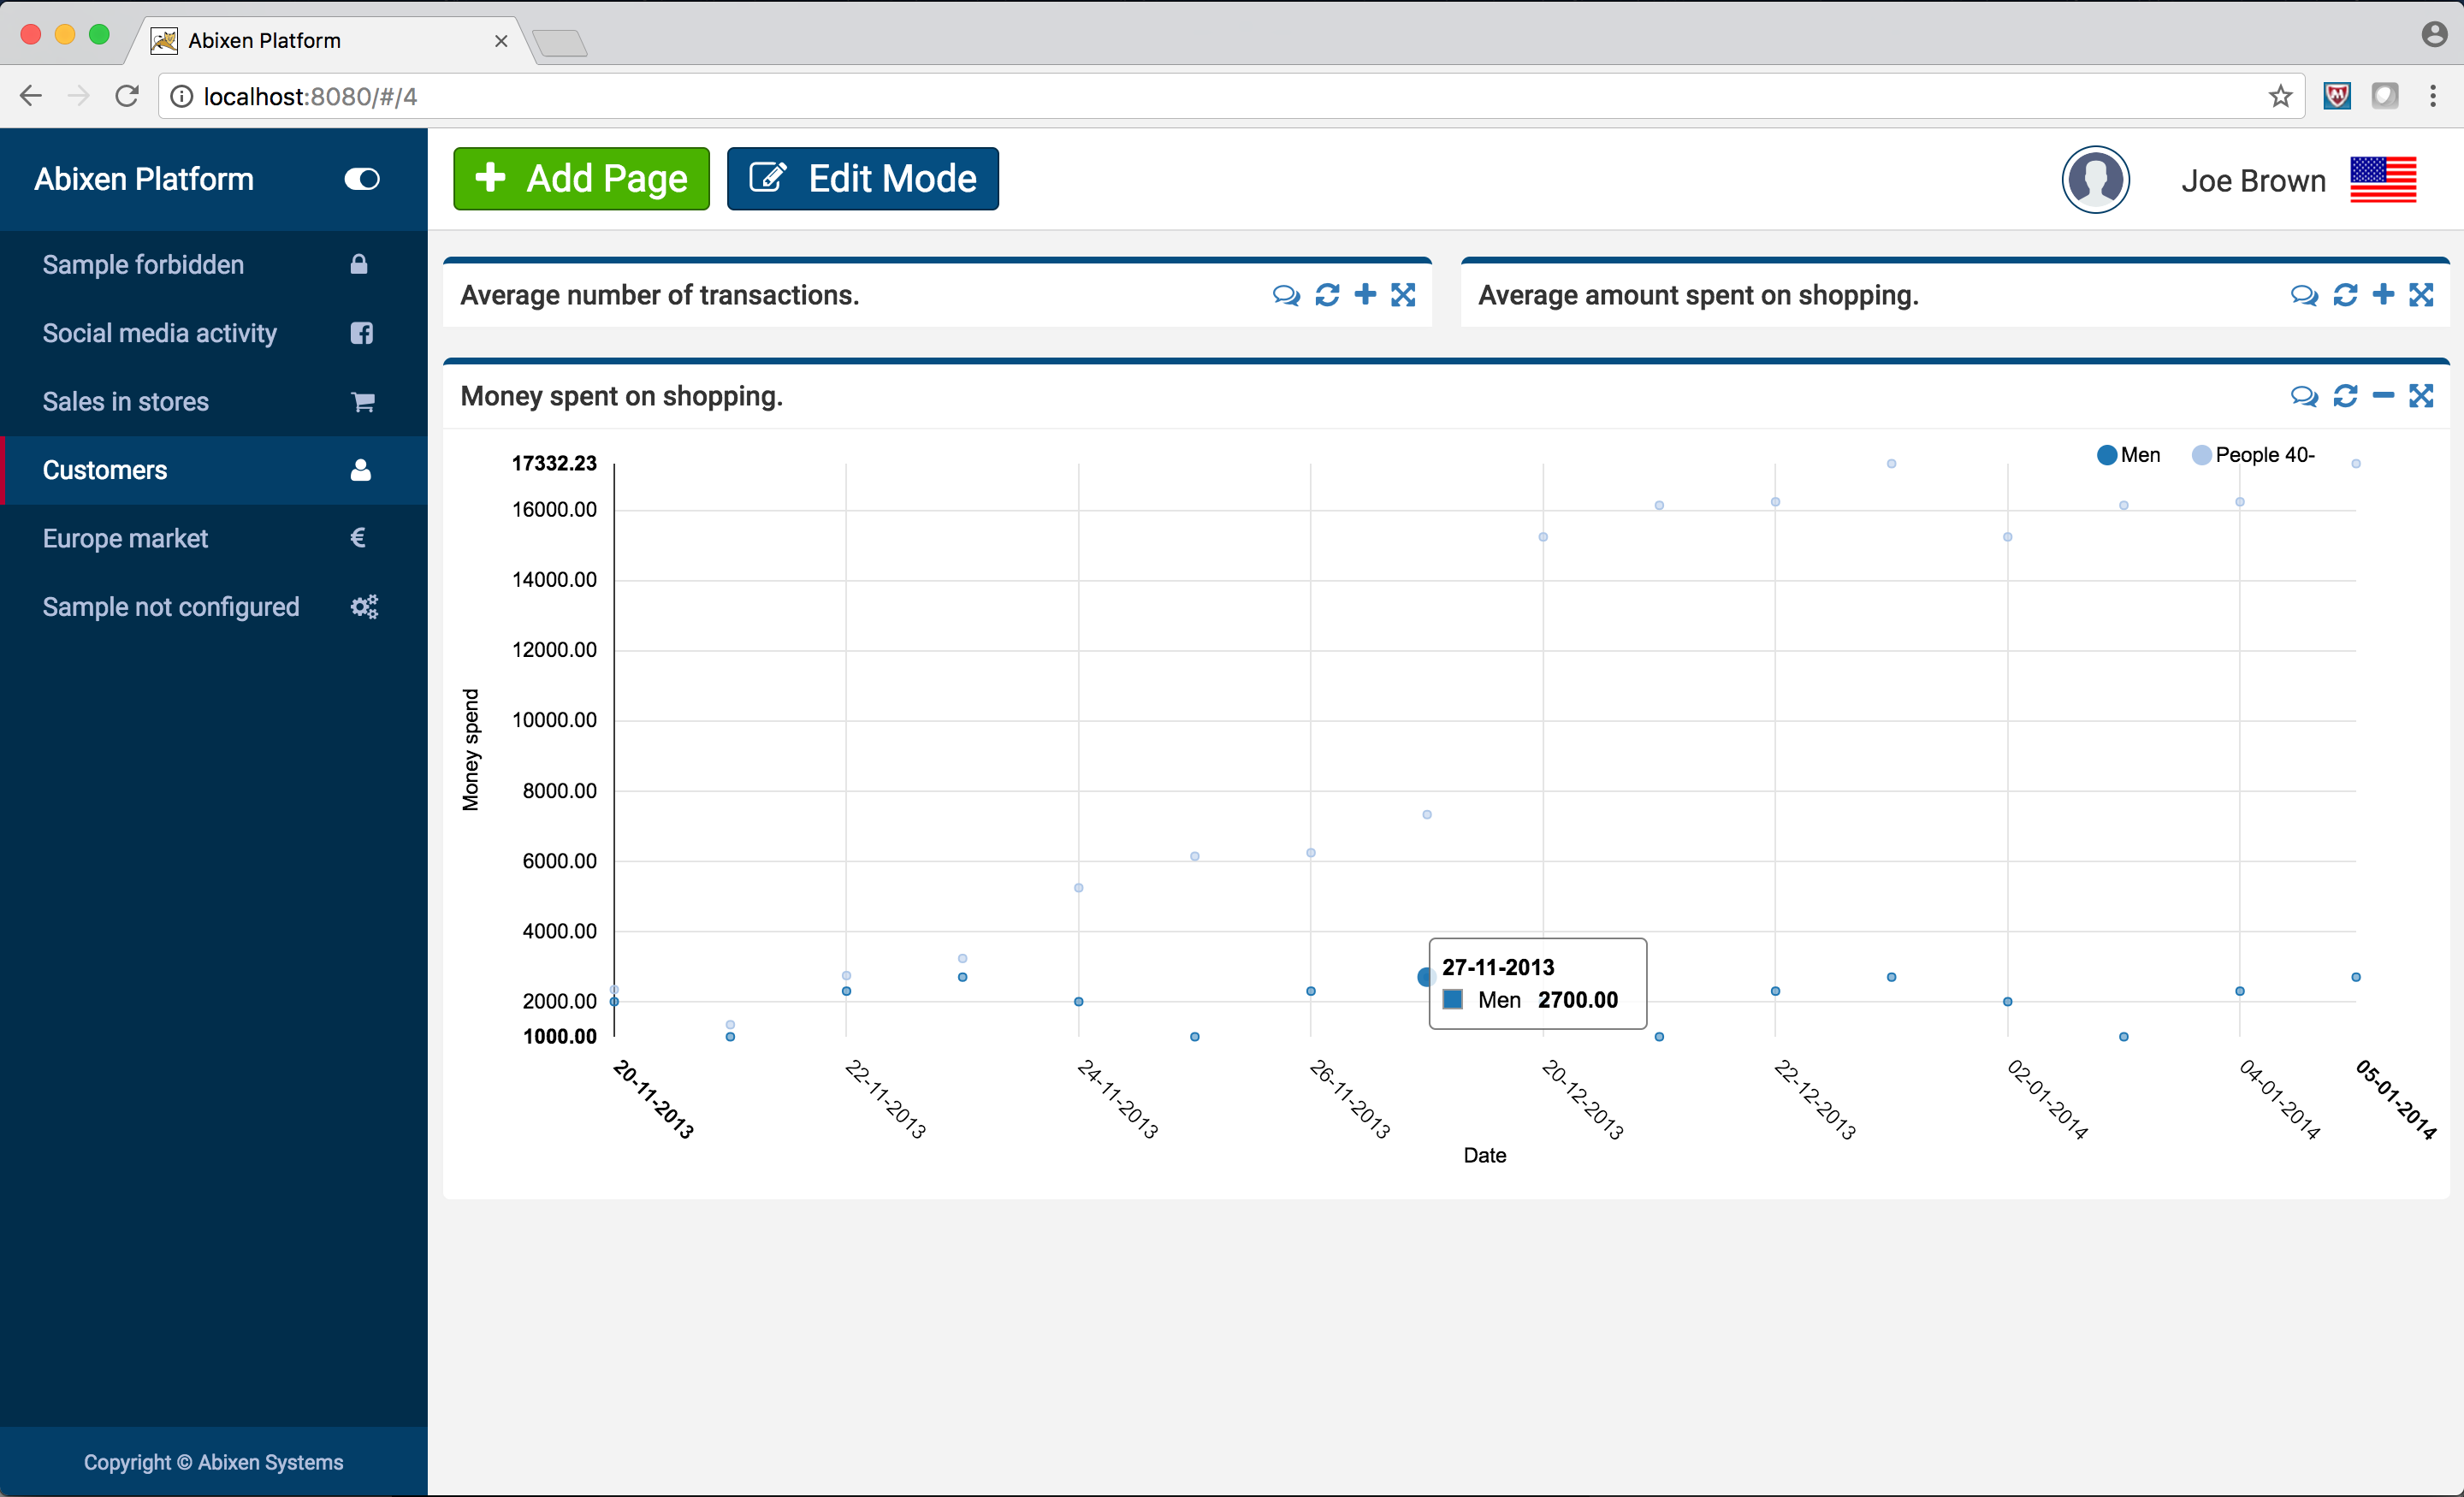 Abixen Platform
localhost:8080/#/4
Abixen Platform
Add Page
Edit Mode
Joe Brown
Sample forbidden
Social media activity
Sales in stores
Customers
Europe market
€
Sample not configured
Copyright © Abixen Systems
Average number of transactions.
Average amount spent on shopping.
Money spent on shopping.
Men
People 40-
17332.23
16000.00
14000.00
12000.00
10000.00
8000.00
6000.00
4000.00
2000.00
1000.00
Money spend
27-11-2013
Men 2700.00
20-11-2013
22-11-2013
24-11-2013
26-11-2013
20-12-2013
22-12-2013
02-01-2014
04-01-2014
05-01-2014
Date